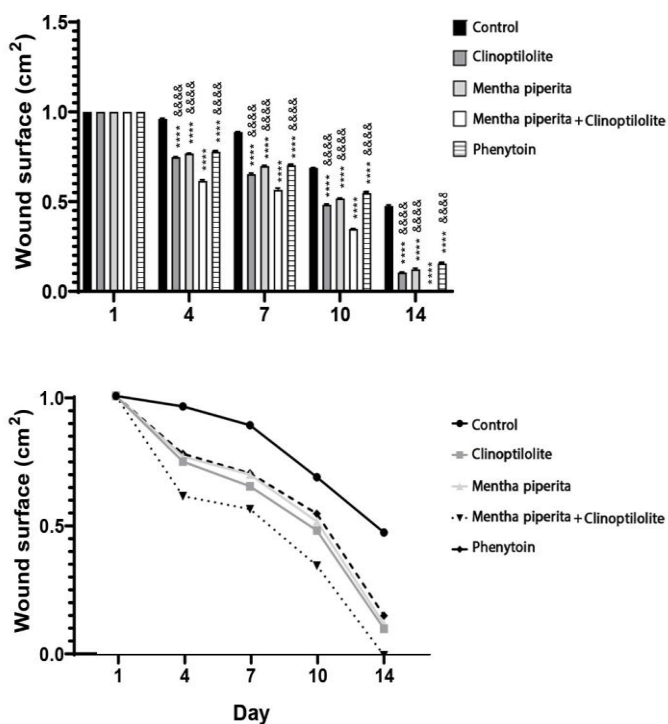 Wound surface (cm2)
1.5
1.0
0.5
0.0
1
4
7
10
14
Control
Clinoptilolite
Mentha piperita
Mentha piperita + Clinoptilolite
Phenytoin
**** &&&&
**** &&&&
****
**** &&&&
**** &&&&
**** &&&&
****
**** &&&&
**** &&&&
**** &&&&
****
**** &&&&
**** &&&&
**** &&&&
****
**** &&&&
Wound surface (cm2)
1.0
0.5
0.0
1
4
7
10
14
Day
Control
Clinoptilolite
Mentha piperita
Mentha piperita + Clinoptilolite
Phenytoin